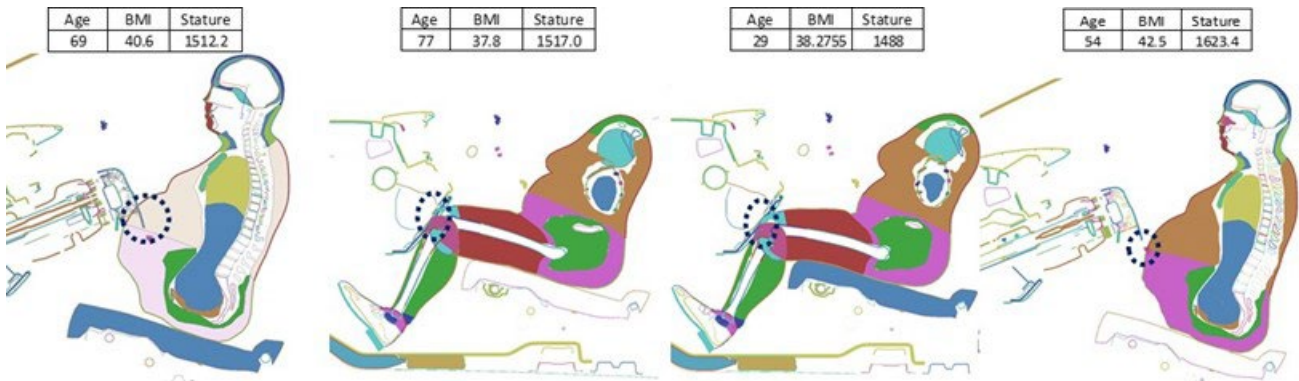 Age BMI Stature
69 40.6 1512.2
Age BMI Stature
77 37.8 1517.0
Age BMI Stature
29 38.2755 1488
Age BMI Stature
54 42.5 1623.4